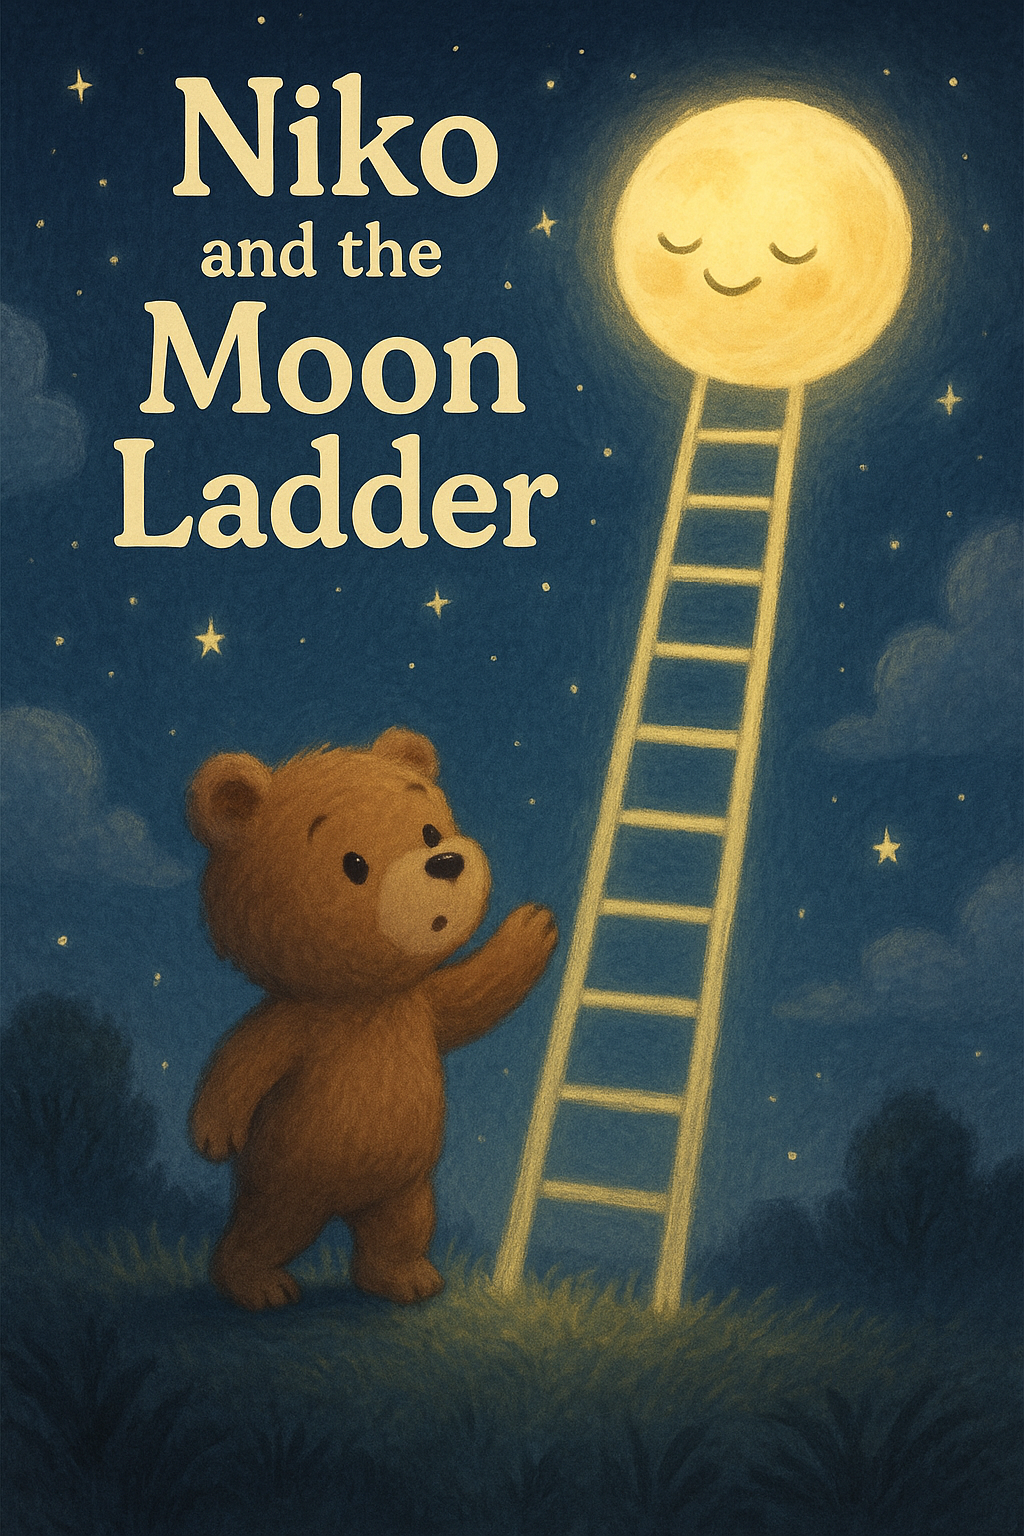 Niko
and the
Moon
Ladder